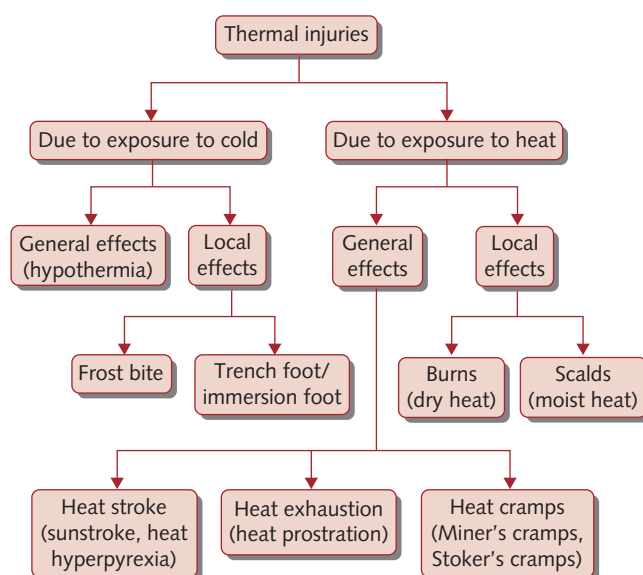 Thermal injuries
Due to exposure to cold
Due to exposure to heat
General effects
(hypothermia)
Local
effects
General
effects
Local
effects
Frost bite
Trench foot/
immersion foot
Burns
(dry heat)
Scalds
(moist heat)
Heat stroke
(sunstroke, heat
hyperpyrexia)
Heat exhaustion
(heat prostration)
Heat cramps
(Miner's cramps,
Stoker's cramps)